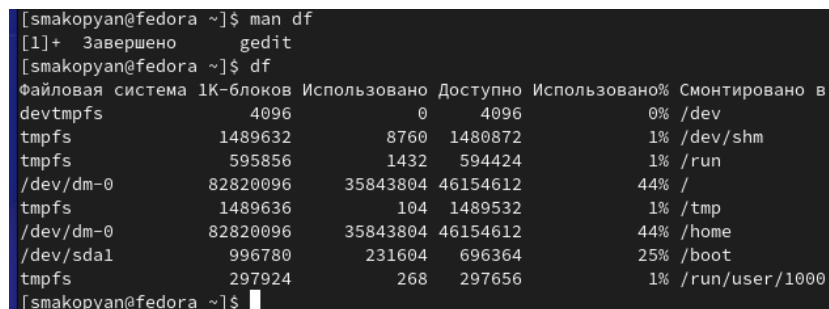 [smakopyan@fedora ~]$ man df
[1]+  Завершено       gedit
[smakopyan@fedora ~]$ df
Файловая система 1K-блоков Использовано Доступно Использовано% Смонтировано в
devtmpfs              4096            0     4096            0% /dev
tmpfs              1489632         8760  1480872            1% /dev/shm
tmpfs               595856         1432   594424            1% /run
/dev/dm-0         82820096     35843804 46154612           44% /
tmpfs              1489636          104  1489532            1% /tmp
/dev/dm-0         82820096     35843804 46154612           44% /home
/dev/sda1           996780       231604   696364           25% /boot
tmpfs               297924          268   297656            1% /run/user/1000
[smakopyan@fedora ~]$